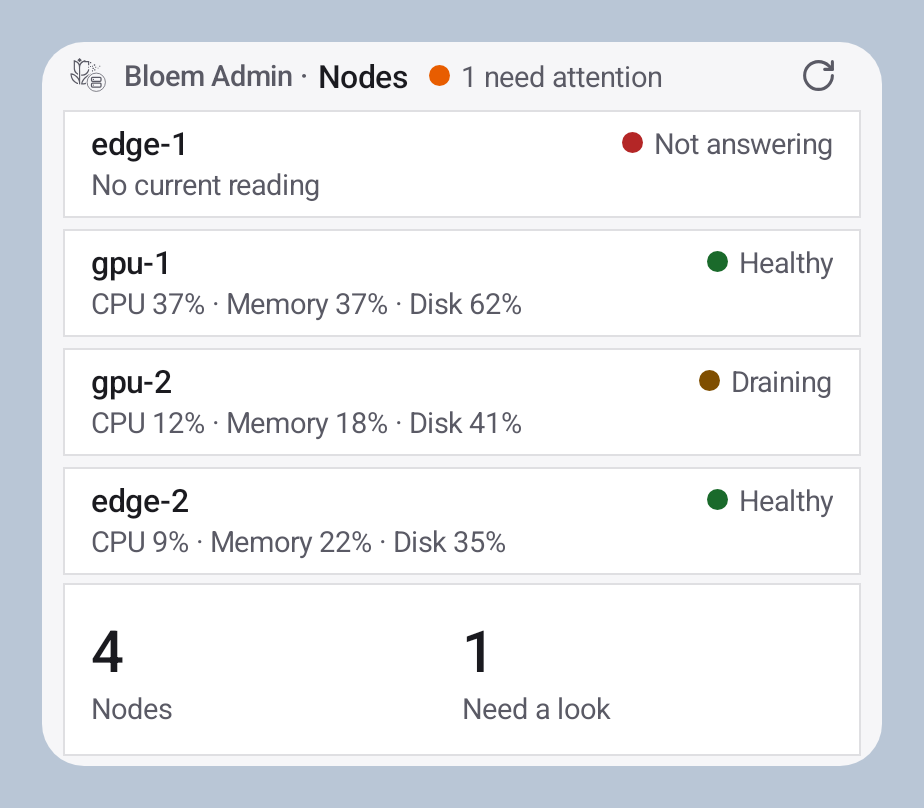 Bloem Admin · Nodes 1 need attention
edge-1 Not answering
No current reading
gpu-1 Healthy
CPU 37% · Memory 37% · Disk 62%
gpu-2 Draining
CPU 12% · Memory 18% · Disk 41%
edge-2 Healthy
CPU 9% · Memory 22% · Disk 35%
4 1
Nodes Need a look